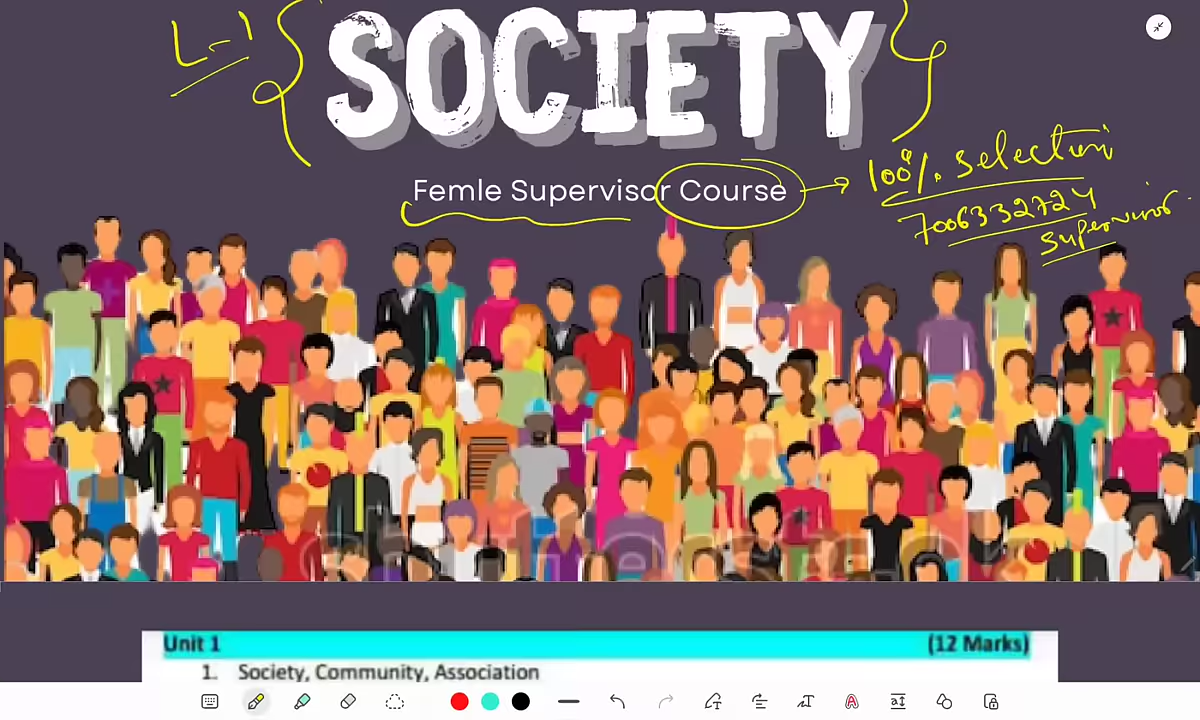 L-1
SOCIETY
Femle Supervisor Course
100% Selection
7006332724
Supervisor
Unit 1 (12 Marks)
1. Society, Community, Association